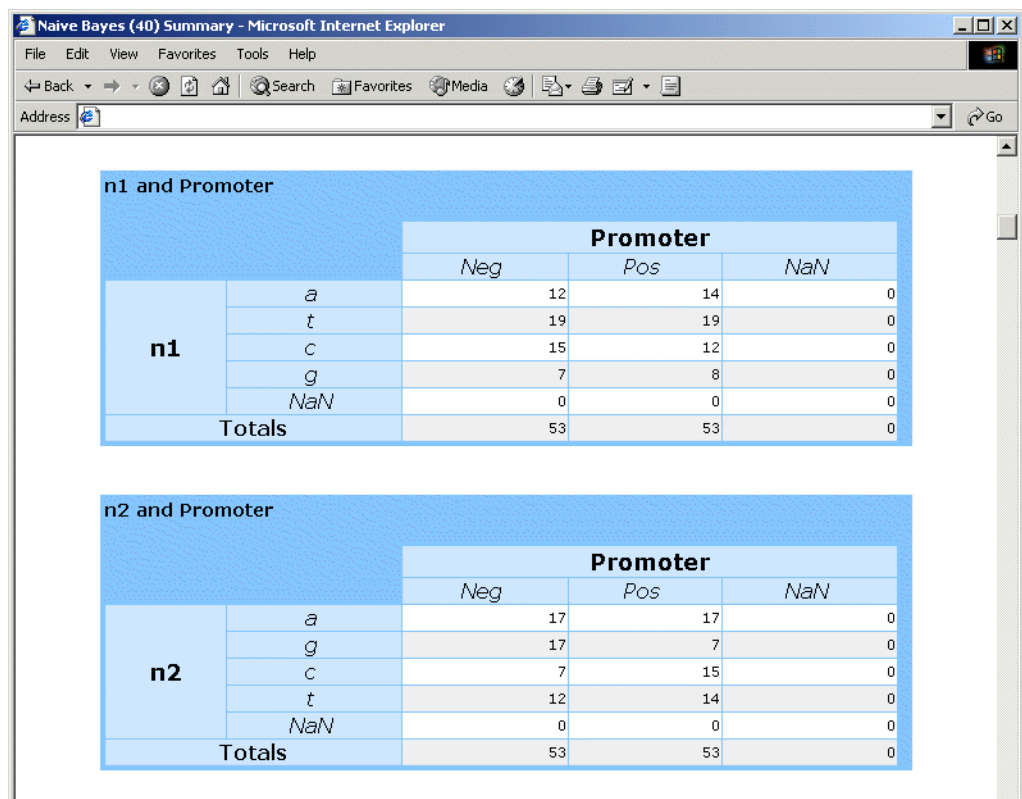 Naive Bayes (40) Summary - Microsoft Internet Explorer
File Edit View Favorites Tools Help
Back Search Favorites Media
Address Go
n1 and Promoter
Promoter
Neg Pos NaN
n1
a 12 14 0
t 19 19 0
c 15 12 0
g 7 8 0
NaN 0 0 0
Totals 53 53 0
n2 and Promoter
Promoter
Neg Pos NaN
n2
a 17 17 0
g 17 7 0
c 7 15 0
t 12 14 0
NaN 0 0 0
Totals 53 53 0